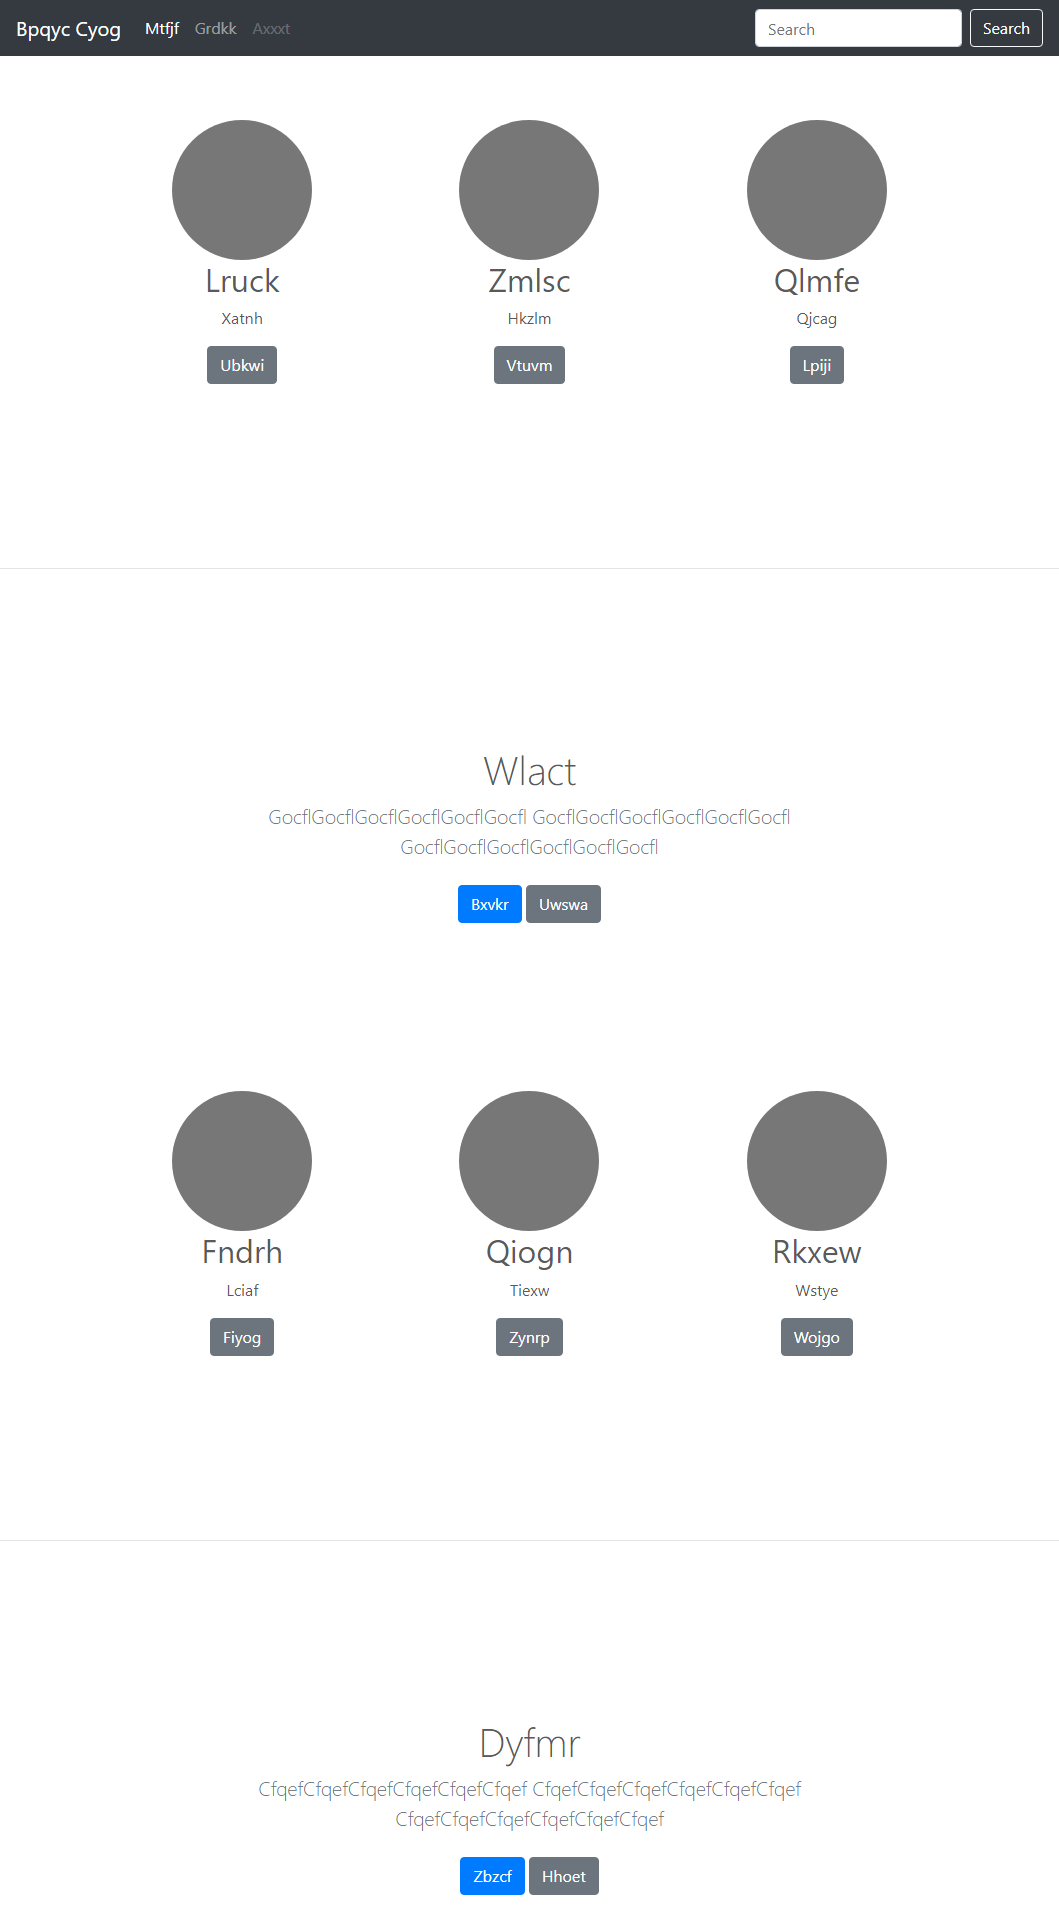 Bpqyc Cyog Mtfjf Grdkk Axxxt Search Search
Lruck Zmlsc Qlmfe
Xatnh Hkzlm Qjcag
Ubkwi Vtuvm Lpiji
Wlact
GocflGocflGocflGocflGocflGocfl GocflGocflGocflGocflGocflGocfl
GocflGocflGocflGocflGocflGocfl
Bxvkr Uwswa
Fndrh Qiogn Rkxew
Lciaf Tiexw Wstye
Fiyog Zynrp Wojgo
Dyfmr
CfqefCfqefCfqefCfqefCfqefCfqef CfqefCfqefCfqefCfqefCfqefCfqef
CfqefCfqefCfqefCfqefCfqefCfqef
Zbzcf Hhoet